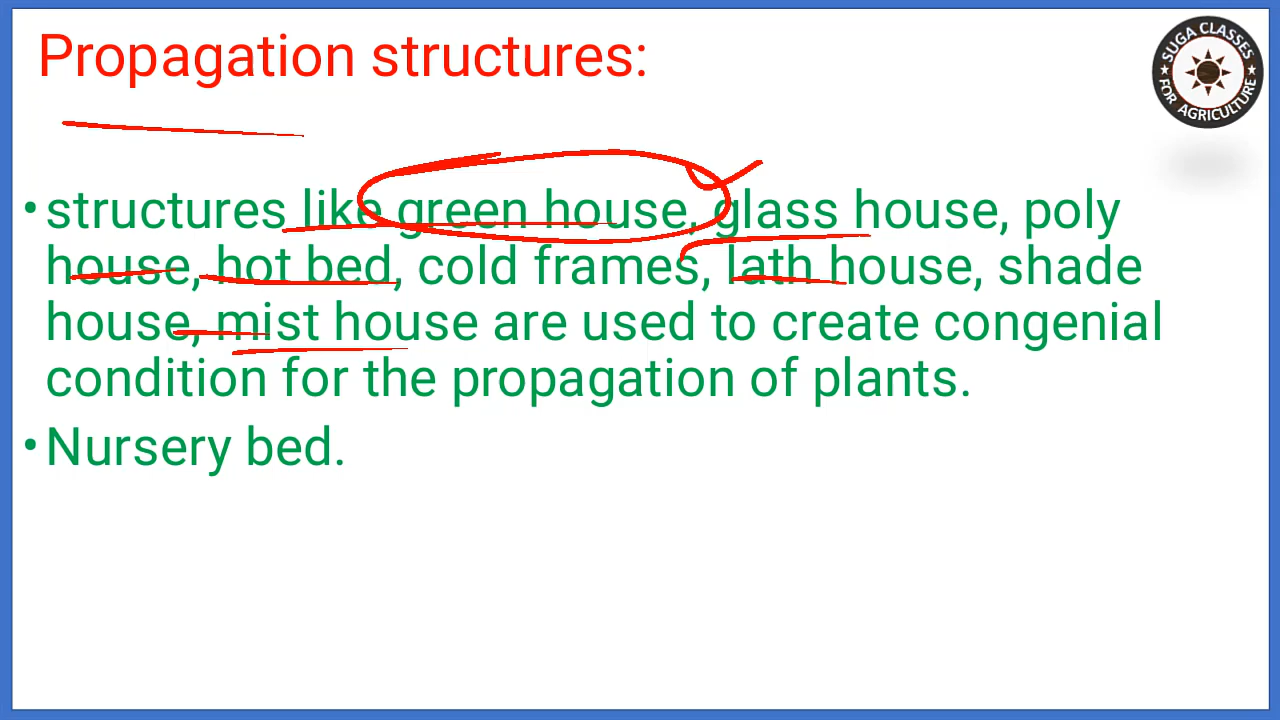 Propagation structures:
SUGA CLASSES
FOR AGRICULTURE
• structures like green house, glass house, poly
house, hot bed, cold frames, lath house, shade
house, mist house are used to create congenial
condition for the propagation of plants.
• Nursery bed.